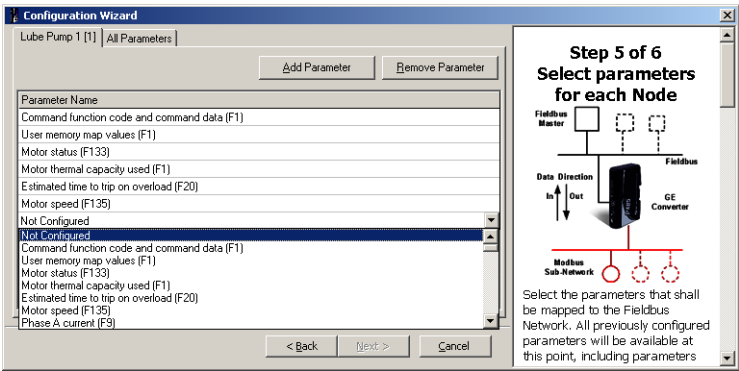 Configuration Wizard
Lube Pump 1 [1]
All Parameters
Add Parameter
Remove Parameter
Parameter Name
Command function code and command data (F1)
User memory map values (F1)
Motor status (F133)
Motor thermal capacity used (F1)
Estimated time to trip on overload (F20)
Motor speed (F135)
Not Configured
Not Configured
Command function code and command data (F1)
User memory map values (F1)
Motor status (F133)
Motor thermal capacity used (F1)
Estimated time to trip on overload (F20)
Motor speed (F135)
Phase A current (F9)
< Back
Next >
Cancel
Step 5 of 6
Select parameters
for each Node
Fieldbus
Master
Fieldbus
Data Direction
In
Out
GE
Converter
Modbus
Sub-Network
Select the parameters that shall
be mapped to the Fieldbus
Network. All previously configured
parameters will be available at
this point, including parameters